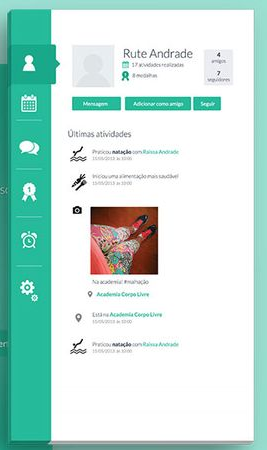 Rute Andrade
17 atividades realizadas
8 medalhas
4
amigos
7
seguidores
Mensagem
Adicionar como amigo
Seguir
Últimas atividades
Praticou natação com Raissa Andrade
15/05/2013 às 10:00
Iniciou uma alimentação mais saudável
15/05/2013 às 10:00
Na academia! #malhação
Academia Corpo Livre
Está na Academia Corpo Livre
15/05/2013 às 10:00
Praticou natação com Raissa Andrade
15/05/2013 às 10:00
1